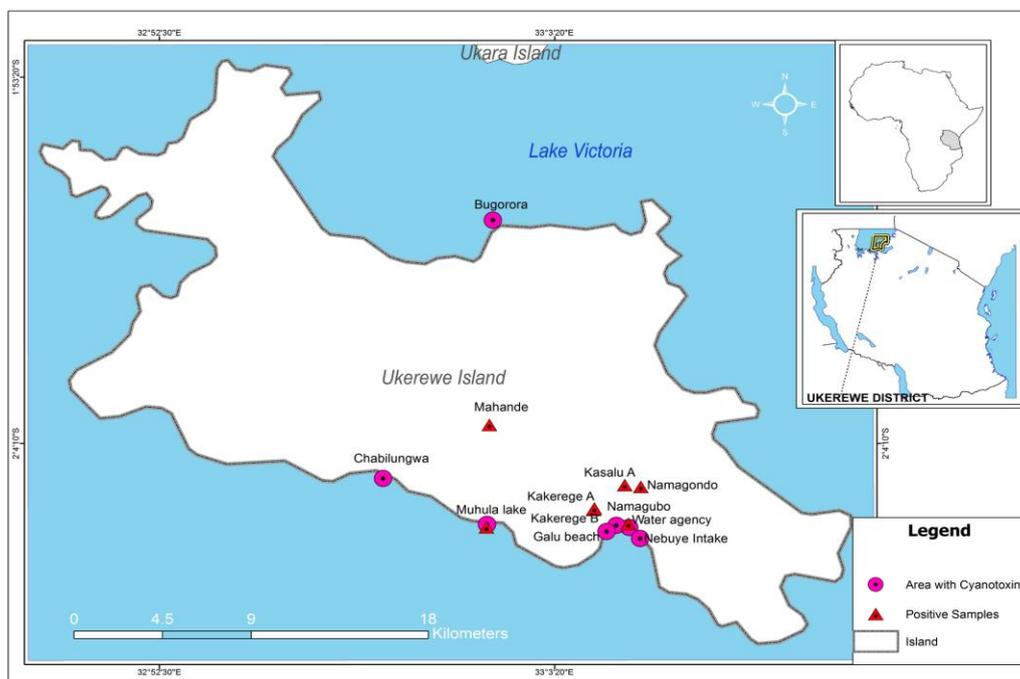 32°52'30"E
33°3'20"E
Ukara Island
1°53'20"S
N
W
E
S
Lake Victoria
Bugorora
Ukerewe Island
Mahande
UKEREWE DISTRICT
2°4'10"S
2°4'10"S
Chabilungwa
Kasalu A
Namagondo
Kakerege A
Muhula lake
Namagubo
Kakerege B
Water agency
Galu beach
Nebuye Intake
Legend
Area with Cyanotoxin
Positive Samples
Island
0
4.5
9
18
Kilometers
32°52'30"E
33°3'20"E